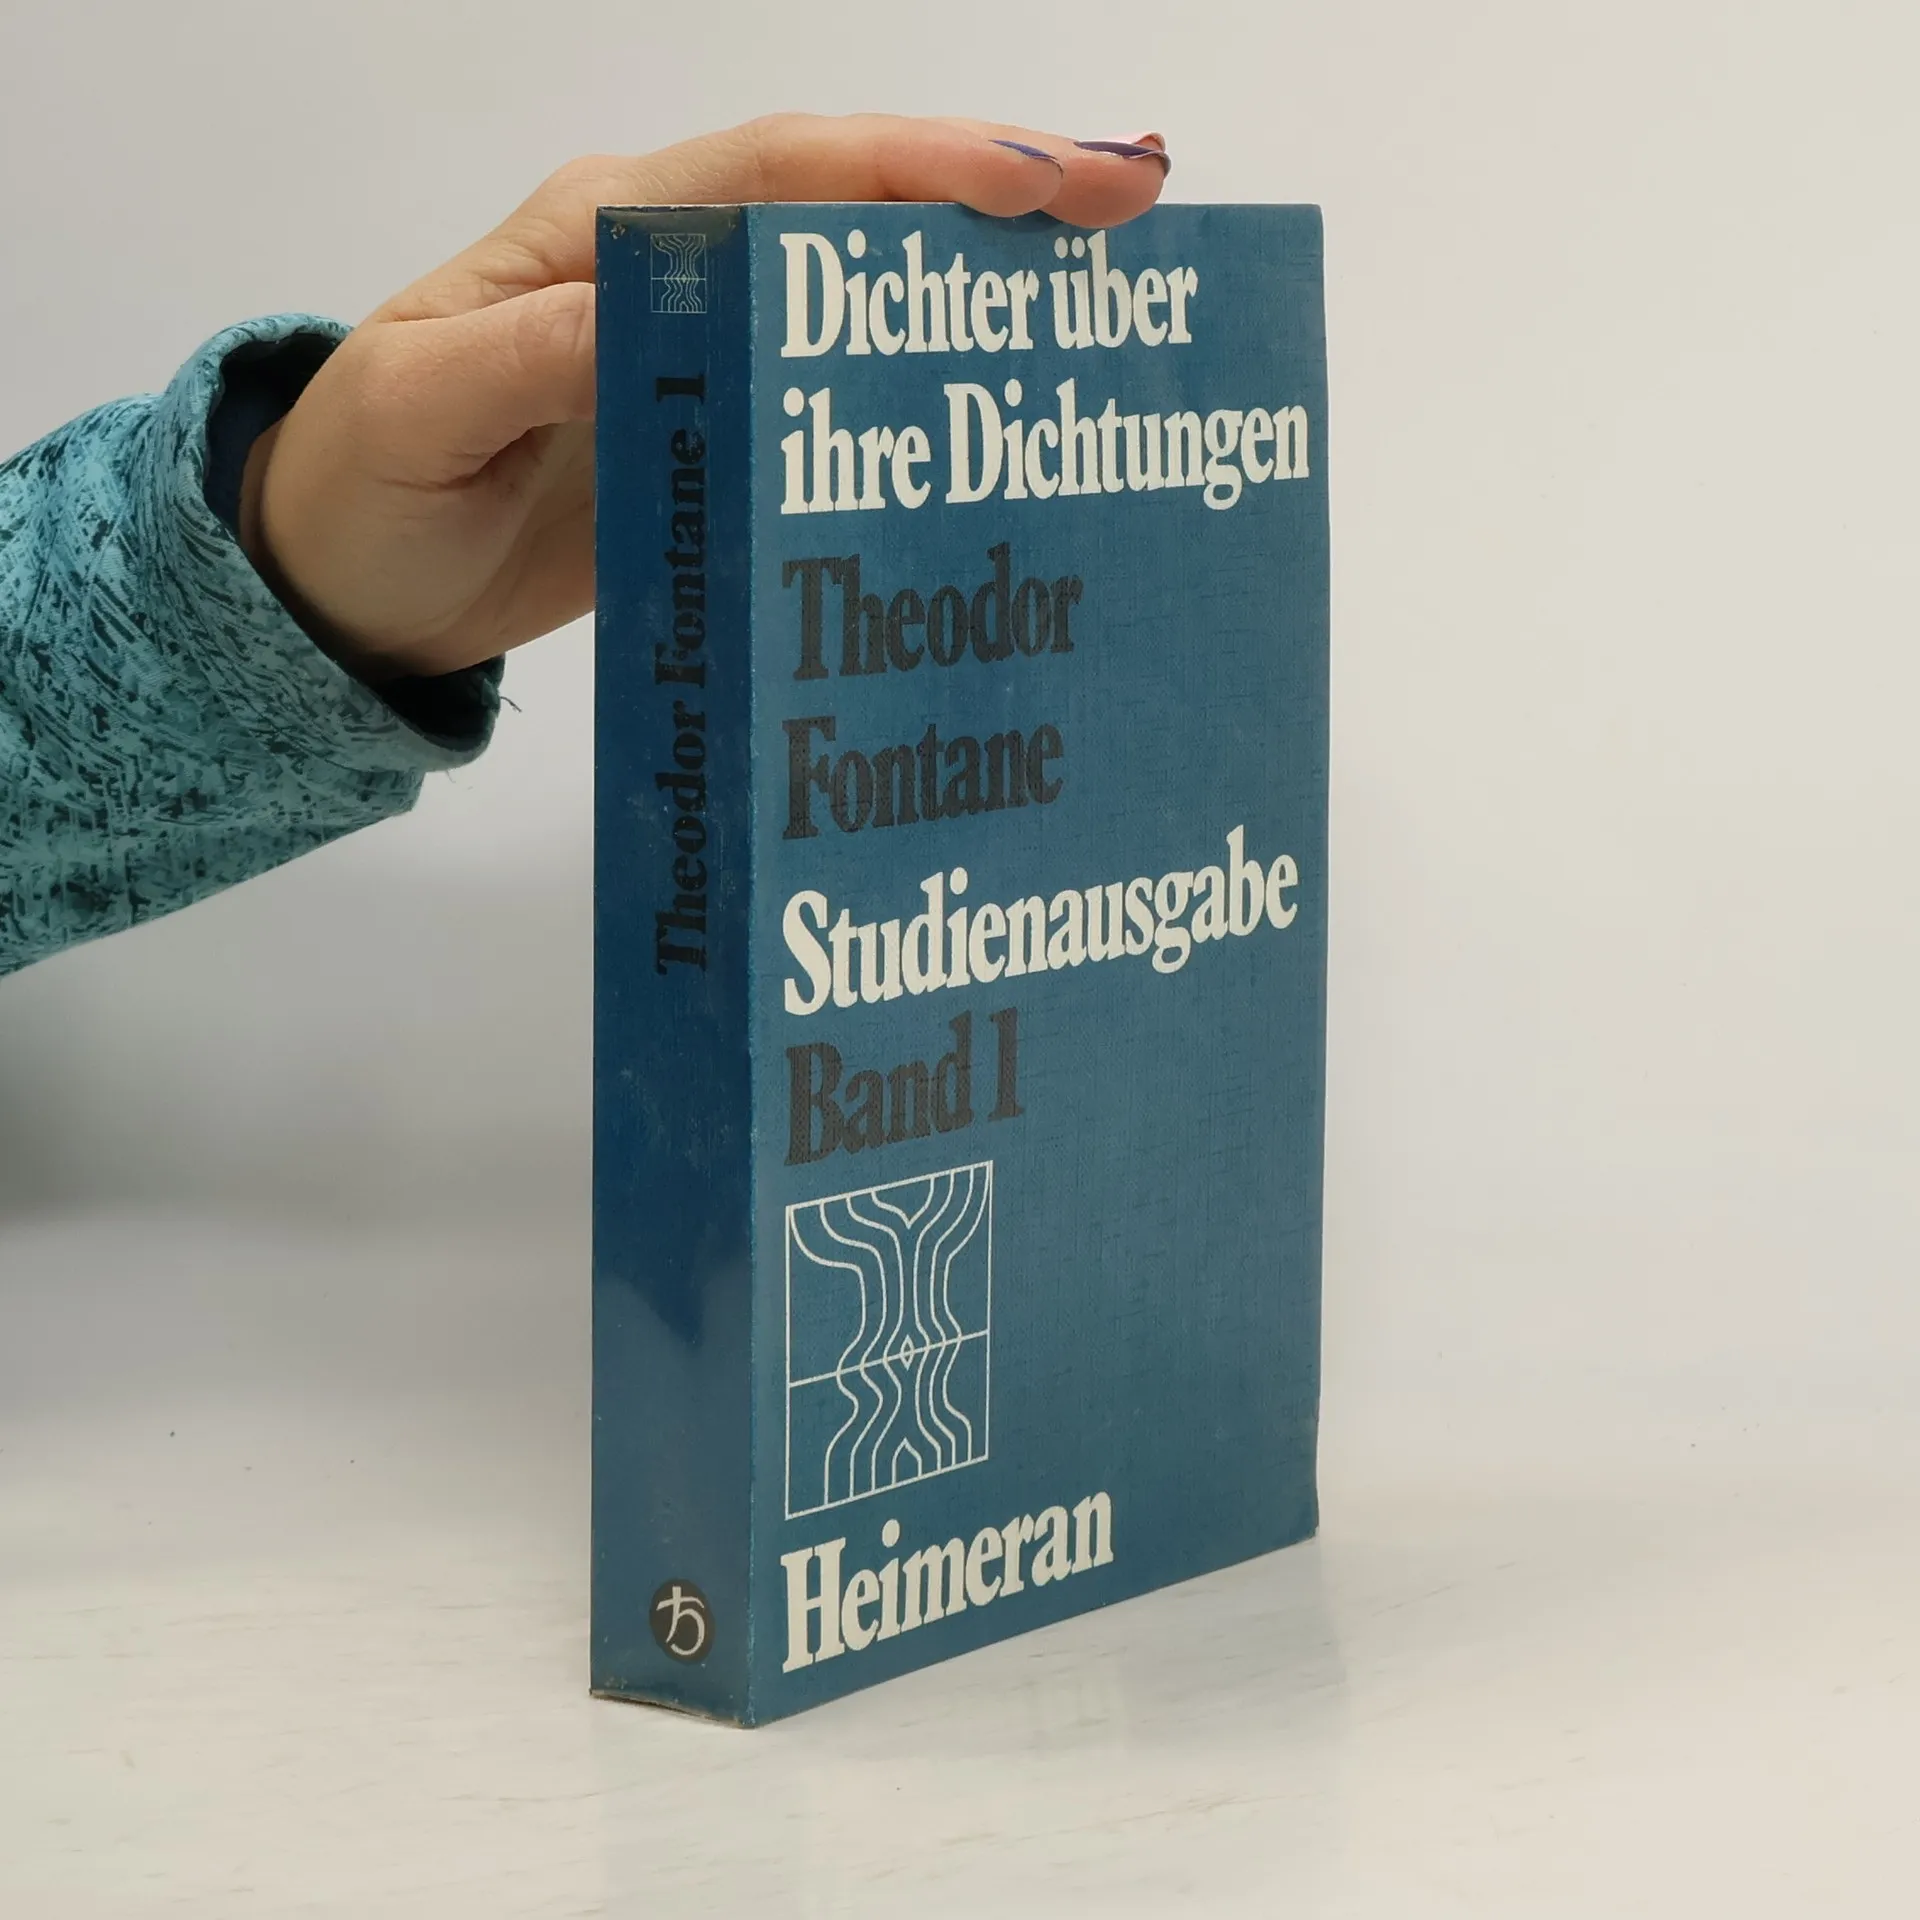 Theodor Fontane 1
Dichter über
ihre Dichtungen
Theodor
Fontane
Studienausgabe
Band 1
Heimeran